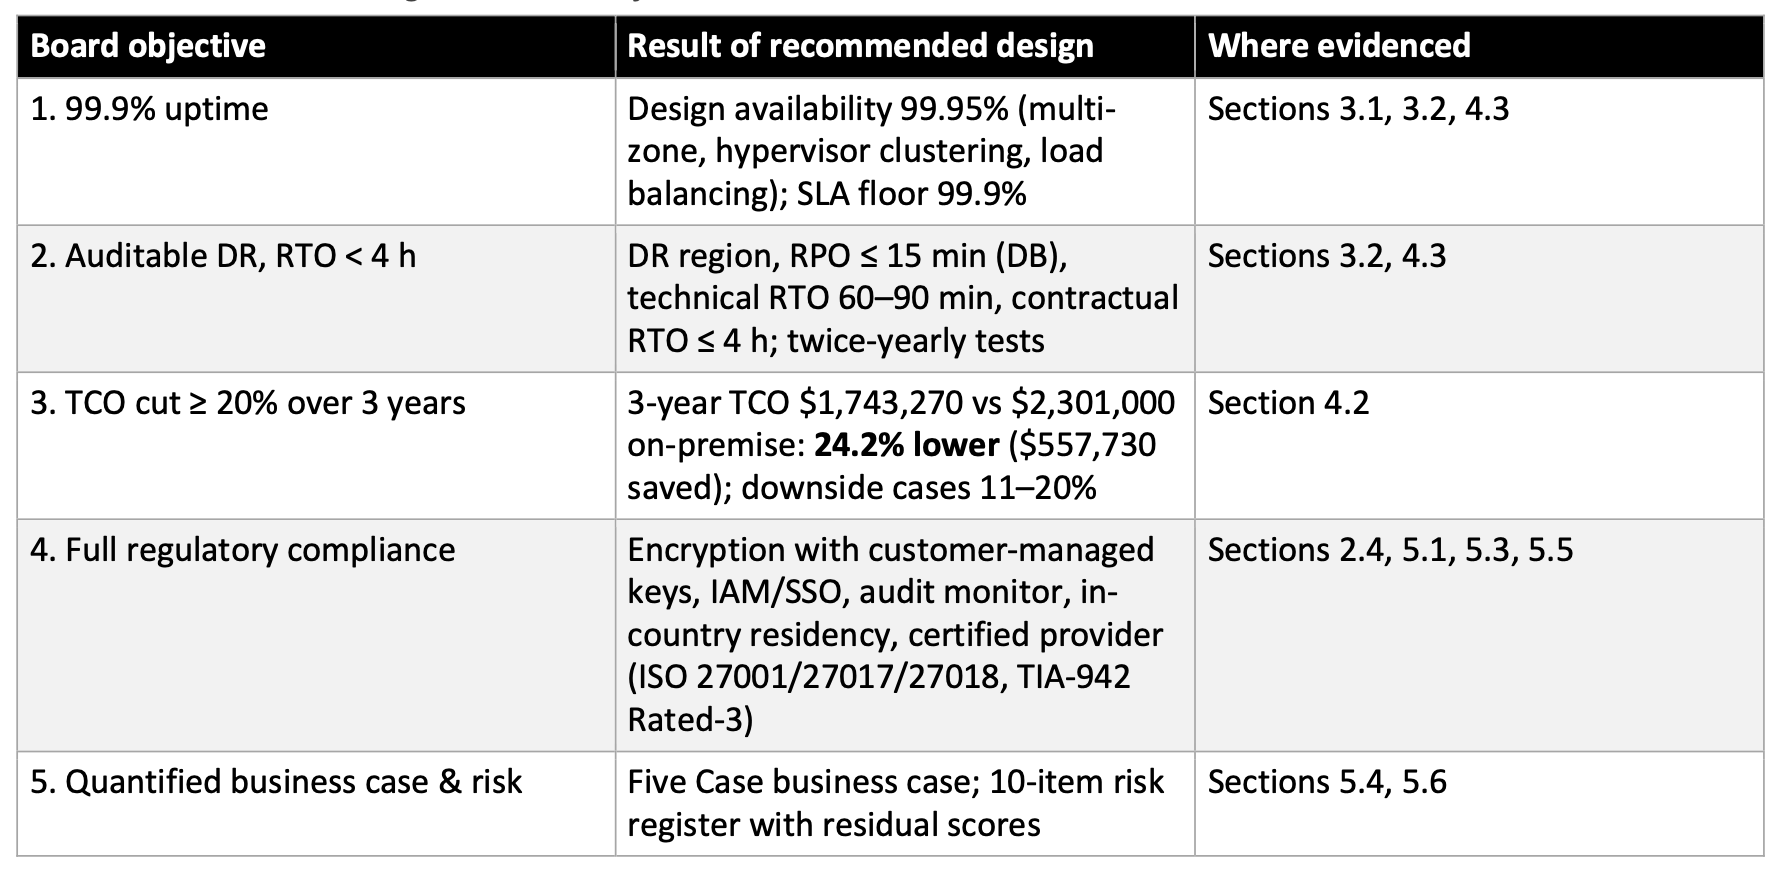 Board objective
Result of recommended design
Where evidenced
1. 99.9% uptime
Design availability 99.95% (multi-
zone, hypervisor clustering, load
balancing); SLA floor 99.9%
Sections 3.1, 3.2, 4.3
2. Auditable DR, RTO < 4 h
DR region, RPO ≤ 15 min (DB),
technical RTO 60–90 min, contractual
RTO ≤ 4 h; twice-yearly tests
Sections 3.2, 4.3
3. TCO cut ≥ 20% over 3 years
3-year TCO $1,743,270 vs $2,301,000
on-premise: 24.2% lower ($557,730
saved); downside cases 11–20%
Section 4.2
4. Full regulatory compliance
Encryption with customer-managed
keys, IAM/SSO, audit monitor, in-
country residency, certified provider
(ISO 27001/27017/27018, TIA-942
Rated-3)
Sections 2.4, 5.1, 5.3, 5.5
5. Quantified business case & risk
Five Case business case; 10-item risk
register with residual scores
Sections 5.4, 5.6